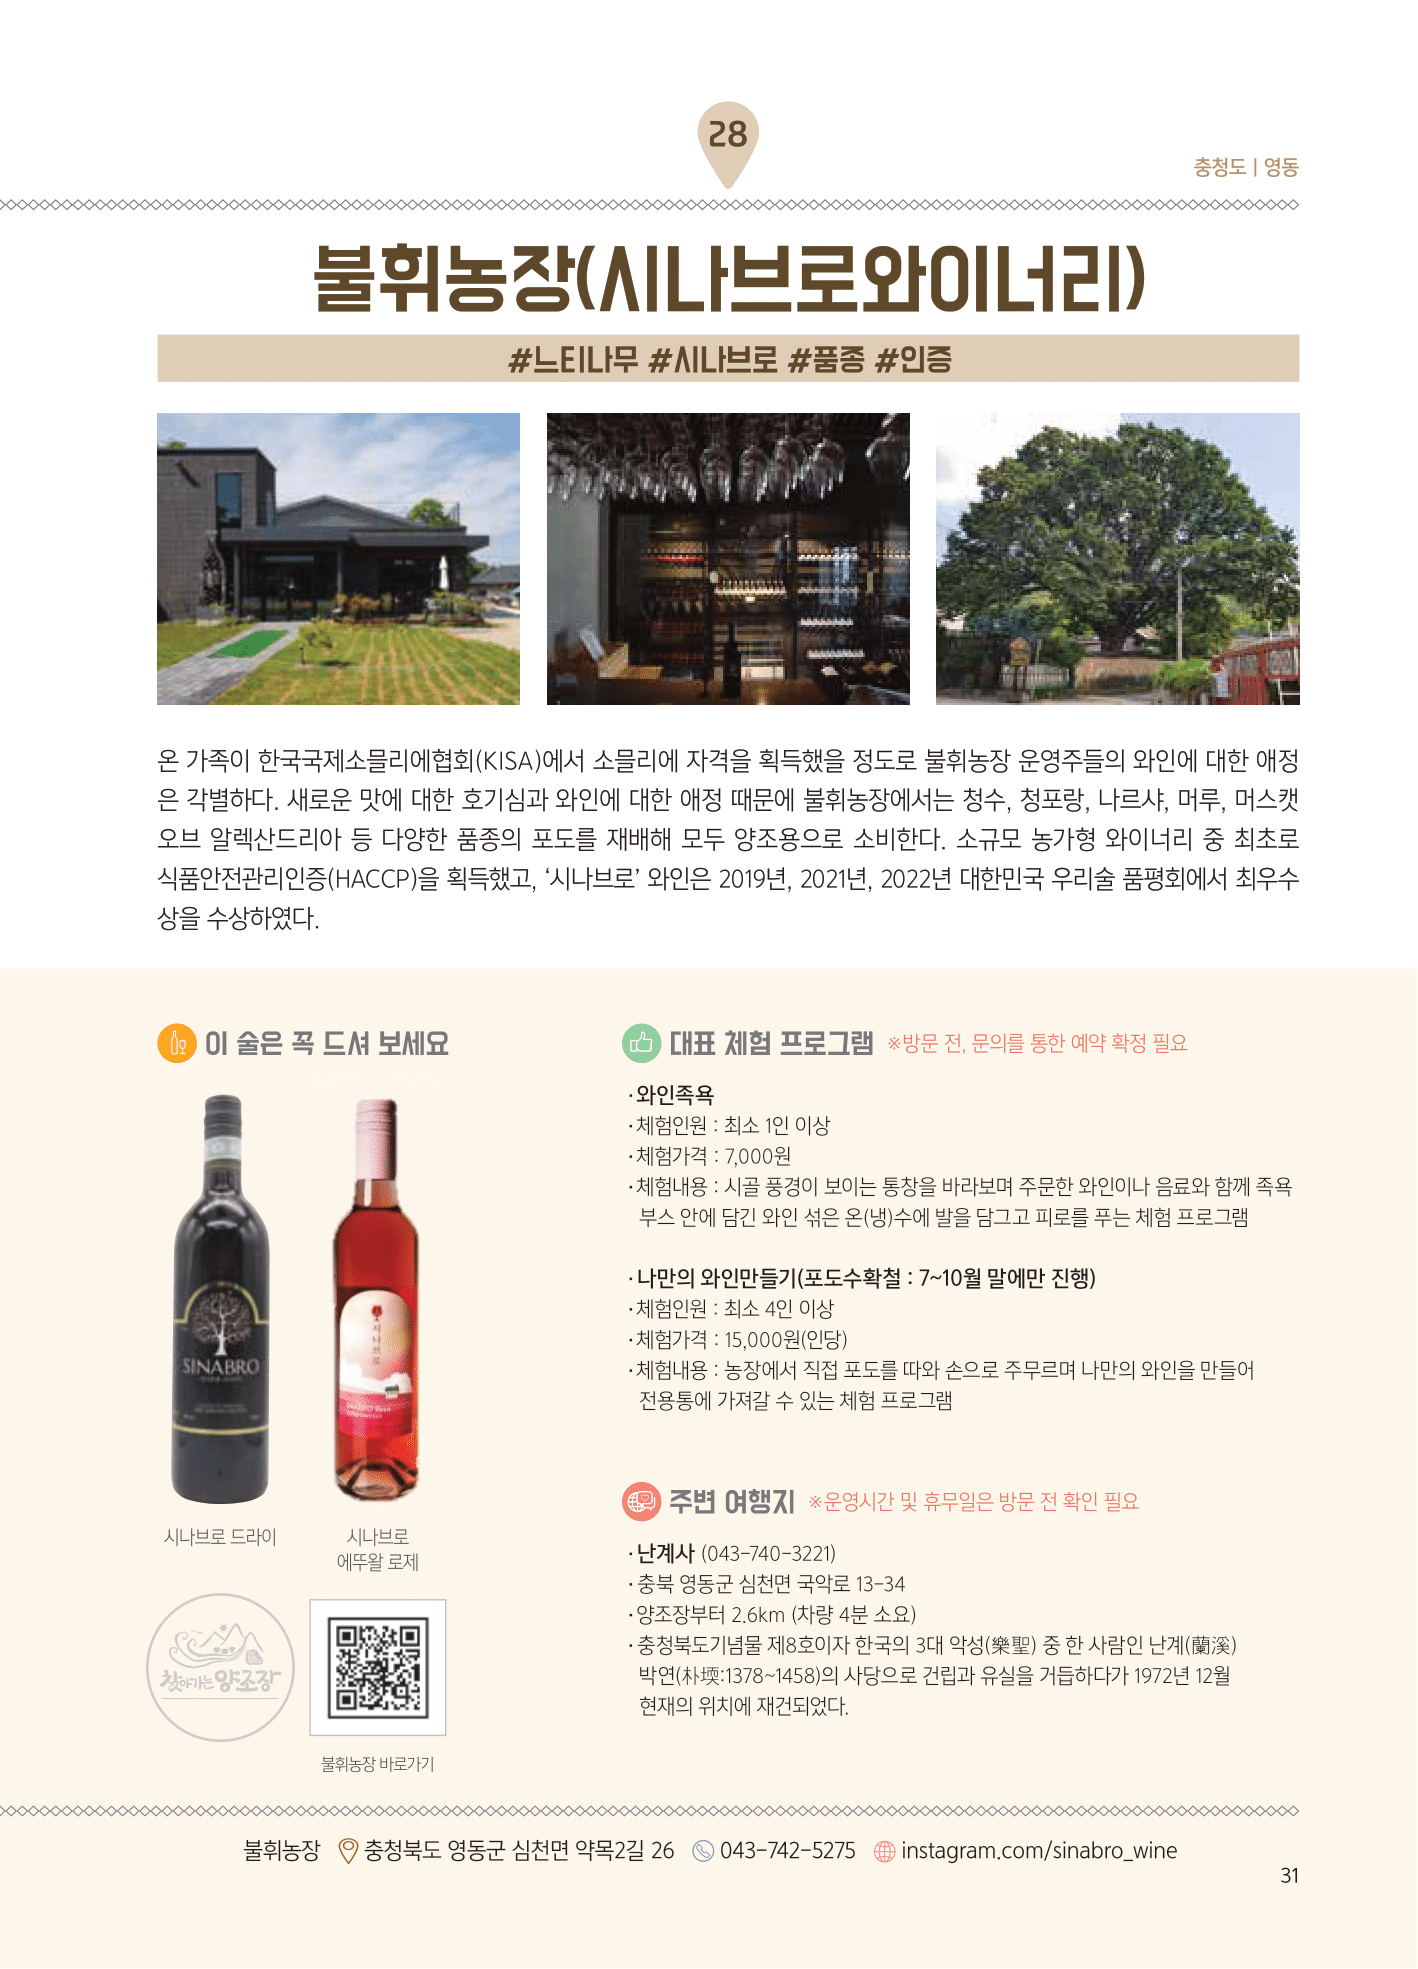 28
충청도 | 영동
불휘농장(시나브로와이너리)
#느티나무 #시나브로 #품종 #인증
온 가족이 한국국제소믈리에협회(KISA)에서 소믈리에 자격을 획득했을 정도로 불휘농장 운영주들의 와인에 대한 애정
은 각별하다. 새로운 맛에 대한 호기심과 와인에 대한 애정 때문에 불휘농장에서는 청수, 청포랑, 나르샤, 머루, 머스캣
오브 알렉산드리아 등 다양한 품종의 포도를 재배해 모두 양조용으로 소비한다. 소규모 농가형 와이너리 중 최초로
식품안전관리인증(HACCP)을 획득했고, ‘시나브로’ 와인은 2019년, 2021년, 2022년 대한민국 우리술 품평회에서 최우수
상을 수상하였다.
이 술은 꼭 드셔 보세요
SINABRO
시나브로
시나브로 드라이
시나브로
에뚜왈 로제
찾아가는 양조장
불휘농장 바로가기
대표 체험 프로그램 ※방문 전, 문의를 통한 예약 확정 필요
·와인족욕
·체험인원 : 최소 1인 이상
·체험가격 : 7,000원
·체험내용 : 시골 풍경이 보이는 통창을 바라보며 주문한 와인이나 음료와 함께 족욕
부스 안에 담긴 와인 섞은 온(냉)수에 발을 담그고 피로를 푸는 체험 프로그램
·나만의 와인만들기(포도수확철 : 7~10월 말에만 진행)
·체험인원 : 최소 4인 이상
·체험가격 : 15,000원(인당)
·체험내용 : 농장에서 직접 포도를 따와 손으로 주무르며 나만의 와인을 만들어
전용통에 가져갈 수 있는 체험 프로그램
주변 여행지 ※운영시간 및 휴무일은 방문 전 확인 필요
·난계사 (043-740-3221)
·충북 영동군 심천면 국악로 13-34
·양조장부터 2.6km (차량 4분 소요)
·충청북도기념물 제8호이자 한국의 3대 악성(樂聖) 중 한 사람인 난계(蘭溪)
박연(朴堧:1378~1458)의 사당으로 건립과 유실을 거듭하다가 1972년 12월
현재의 위치에 재건되었다.
불휘농장 충청북도 영동군 심천면 약목2길 26 043-742-5275 instagram.com/sinabro_wine
31